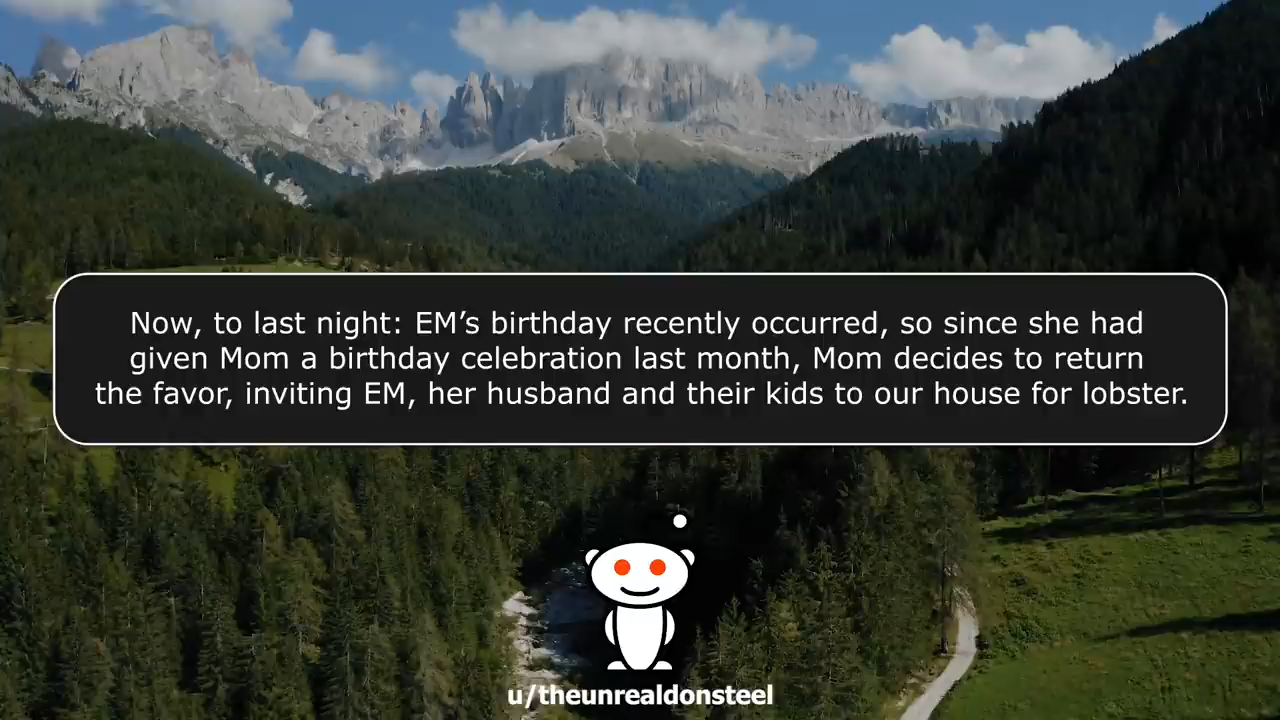 Now, to last night: EM’s birthday recently occurred, so since she had
given Mom a birthday celebration last month, Mom decides to return
the favor, inviting EM, her husband and their kids to our house for lobster.
u/theunrealdonsteel